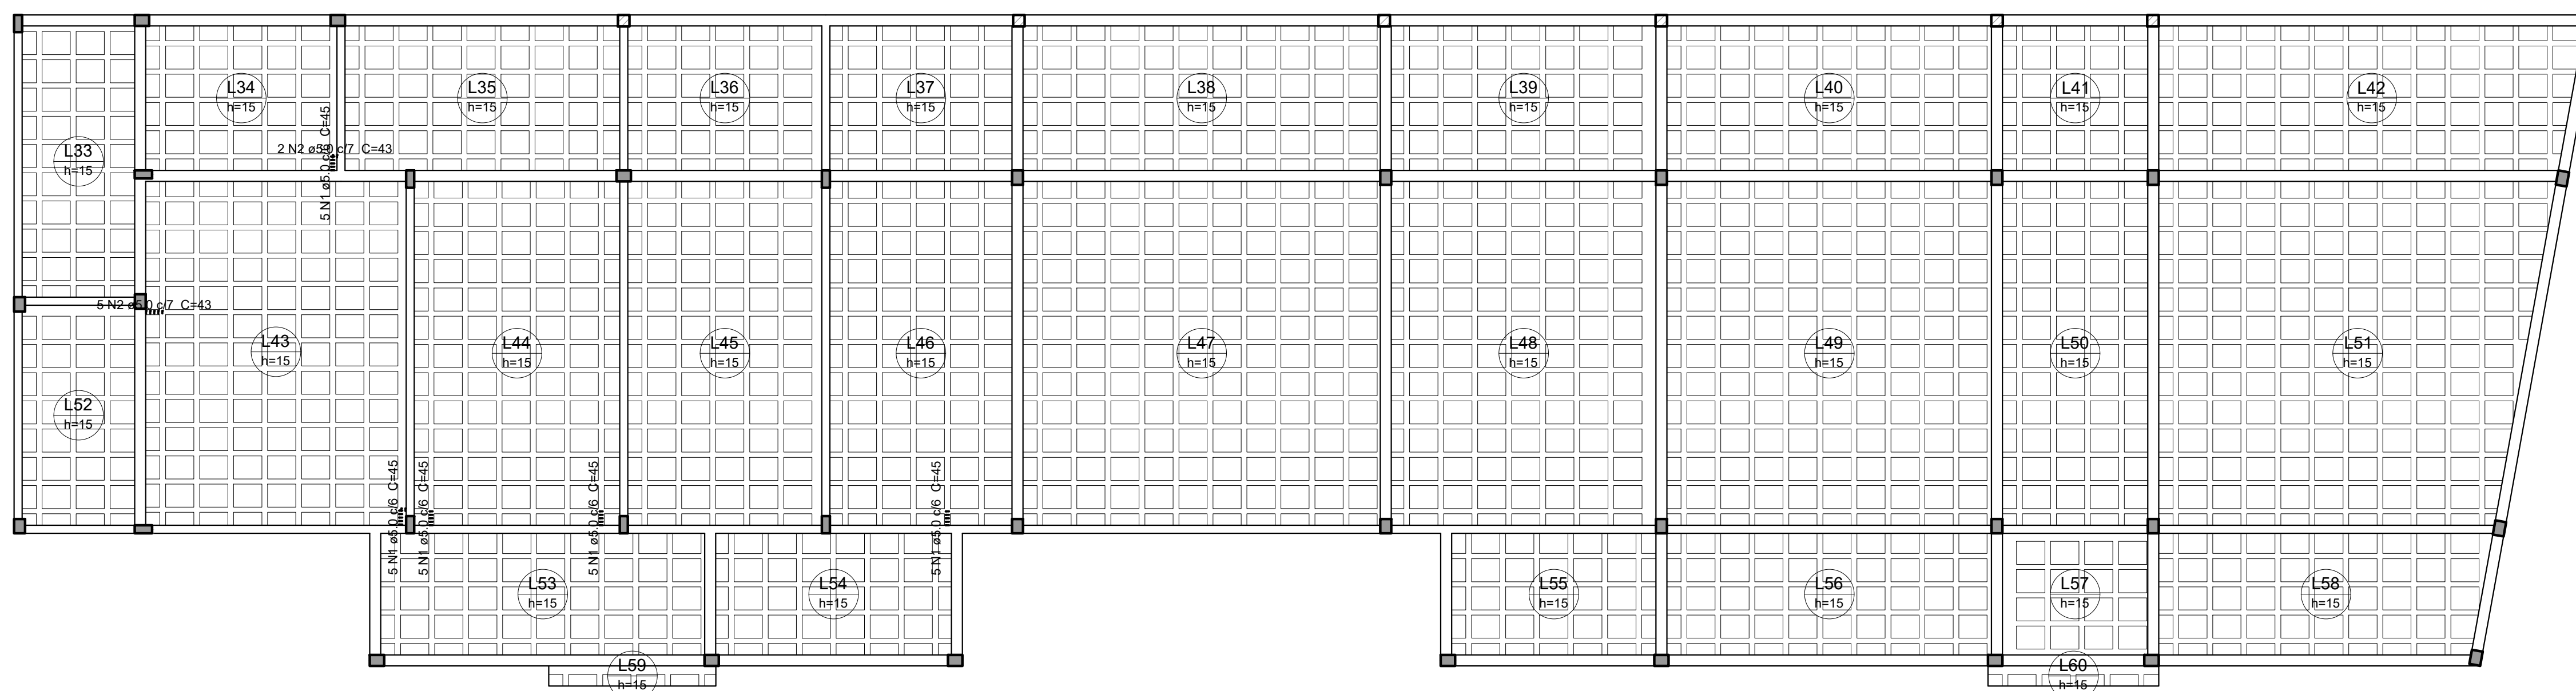 L34
h=15
L35
h=15
L36
h=15
L37
h=15
L38
h=15
L39
h=15
L40
h=15
L41
h=15
L42
h=15
5 N1 ø5.0 c/6 C=45
2 N2 ø5.0 c/7 C=43
L33
h=15
5 N2 ø5.0 c/7 C=43
L43
h=15
L44
h=15
L45
h=15
L46
h=15
L47
h=15
L48
h=15
L49
h=15
L50
h=15
L51
h=15
L52
h=15
5 N1 ø5.0 c/6 C=45
5 N1 ø5.0 c/6 C=45
5 N1 ø5.0 c/6 C=45
5 N1 ø5.0 c/6 C=45
L53
h=15
L54
h=15
L55
h=15
L56
h=15
L57
h=15
L58
h=15
L59
h=15
L60
h=15